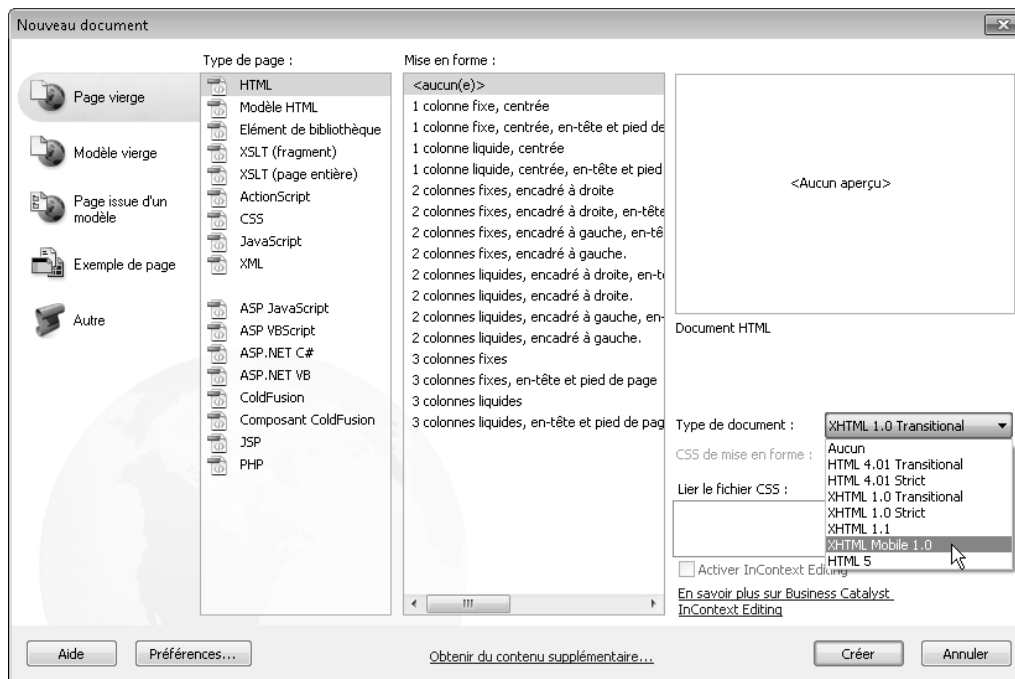 Nouveau document
Page vierge
Modèle vierge
Page issue d'un
modèle
Exemple de page
Autre
Type de page :
HTML
Modèle HTML
Elément de bibliothèque
XSLT (fragment)
XSLT (page entière)
ActionScript
CSS
JavaScript
XML
ASP JavaScript
ASP VBScript
ASP.NET C#
ASP.NET VB
ColdFusion
Composant ColdFusion
JSP
PHP
Mise en forme :
<aucun(e)>
1 colonne fixe, centrée
1 colonne fixe, centrée, en-tête et pied de
1 colonne liquide, centrée
1 colonne liquide, centrée, en-tête et pied
2 colonnes fixes, encadré à droite
2 colonnes fixes, encadré à droite, en-tête
2 colonnes fixes, encadré à gauche, en-tê
2 colonnes fixes, encadré à gauche.
2 colonnes liquides, encadré à droite, en-t
2 colonnes liquides, encadré à droite.
2 colonnes liquides, encadré à gauche, en-
2 colonnes liquides, encadré à gauche.
3 colonnes fixes
3 colonnes fixes, en-tête et pied de page
3 colonnes liquides
3 colonnes liquides, en-tête et pied de pag
<Aucun aperçu>
Document HTML
Type de document :
XHTML 1.0 Transitional
CSS de mise en forme :
Aucun
HTML 4.01 Transitional
HTML 4.01 Strict
XHTML 1.0 Transitional
XHTML 1.0 Strict
XHTML 1.1
XHTML Mobile 1.0
HTML 5
Lier le fichier CSS :
Activer InContext Editing
En savoir plus sur Business Catalyst
InContext Editing
Aide
Préférences...
Obtenir du contenu supplémentaire...
Créer
Annuler